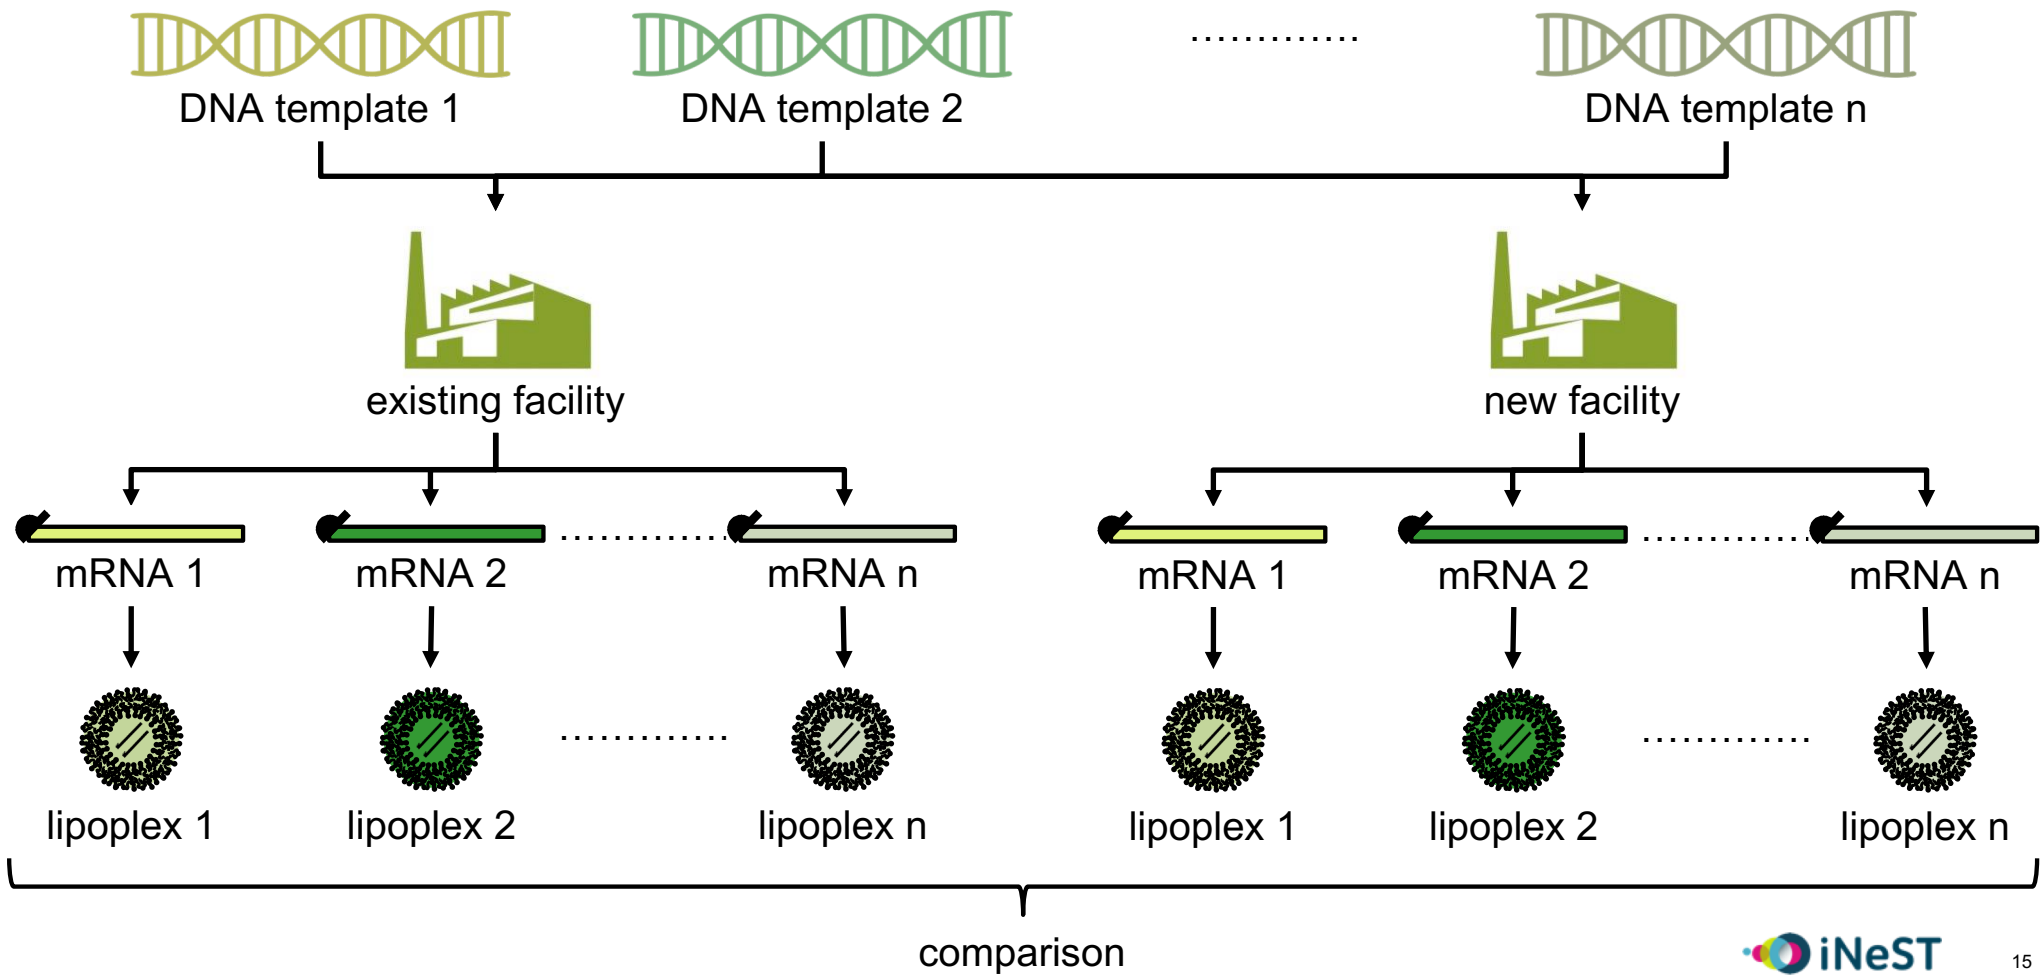 DNA template 1
DNA template 2
DNA template n
existing facility
new facility
mRNA 1
mRNA 2
mRNA n
mRNA 1
mRNA 2
mRNA n
lipoplex 1
lipoplex 2
lipoplex n
lipoplex 1
lipoplex 2
lipoplex n
comparison
iNeST
15